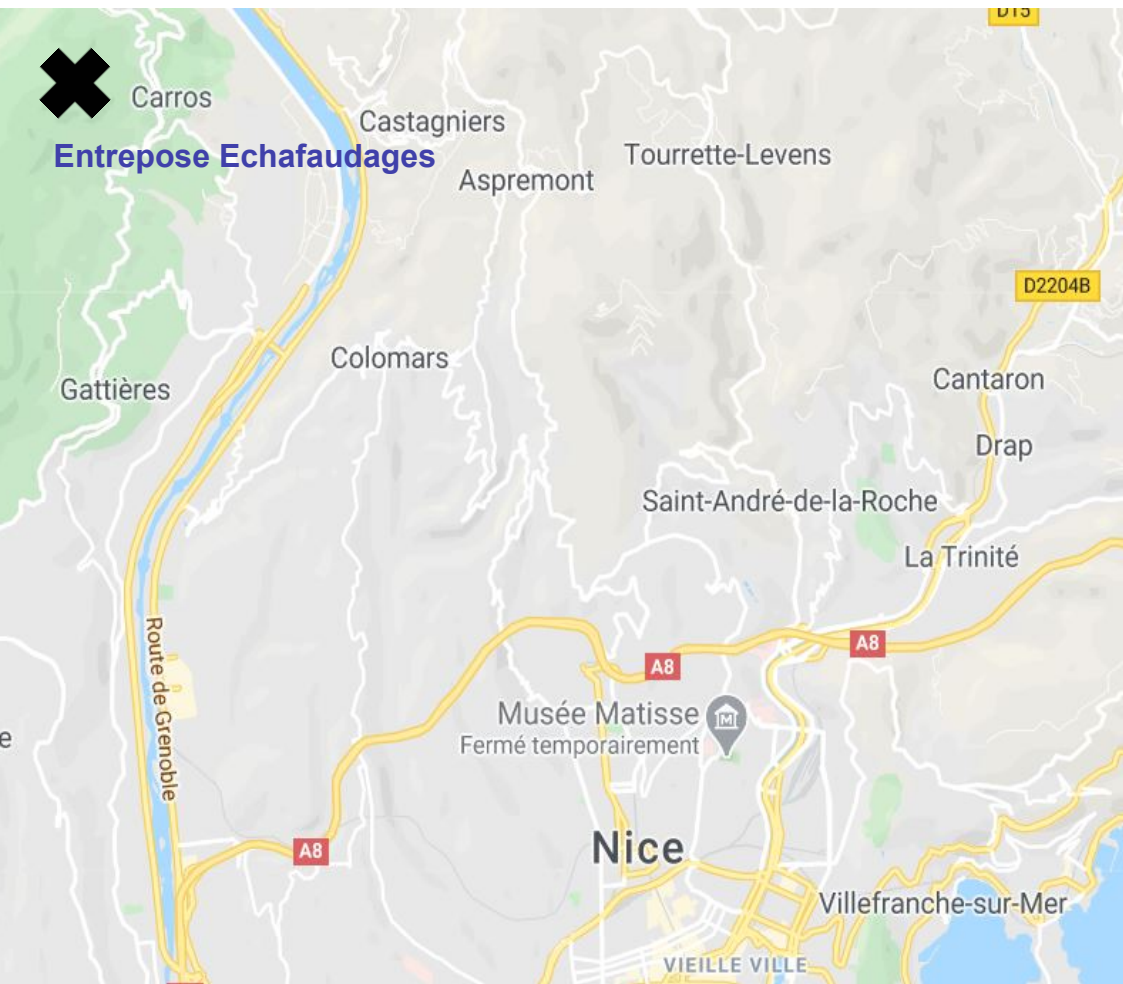 D15
Carros
Castagniers
Entrepose Echafaudages
Tourrette-Levens
Aspremont
D2204B
Colomars
Gattières
Cantaron
Drap
Saint-André-de-la-Roche
La Trinité
Route de Grenoble
A8
A8
Musée Matisse
Fermé temporairement
e
A8
Nice
Villefranche-sur-Mer
VIEILLE VILLE